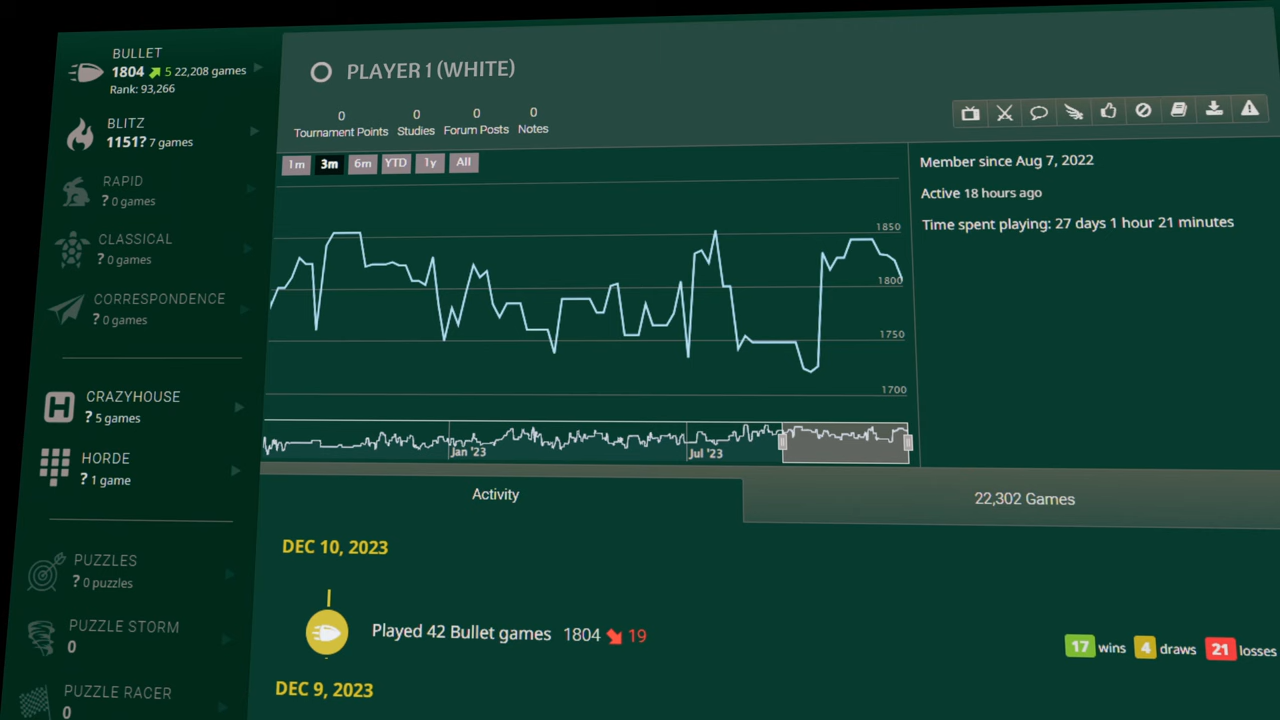 BULLET
1804 5 22,208 games
Rank: 93,266
BLITZ
1151? 7 games
RAPID
? 0 games
CLASSICAL
? 0 games
CORRESPONDENCE
? 0 games
CRAZYHOUSE
? 5 games
HORDE
? 1 game
PUZZLES
? 0 puzzles
PUZZLE STORM
0
PUZZLE RACER
0
PLAYER 1 (WHITE)
0 0 0 0
Tournament Points Studies Forum Posts Notes
1m 3m 6m YTD 1y All
1850
1800
1750
1700
Jan '23 Jul '23
Member since Aug 7, 2022
Active 18 hours ago
Time spent playing: 27 days 1 hour 21 minutes
Activity 22,302 Games
DEC 10, 2023
Played 42 Bullet games 1804 19
17 wins 4 draws 21 losses
DEC 9, 2023